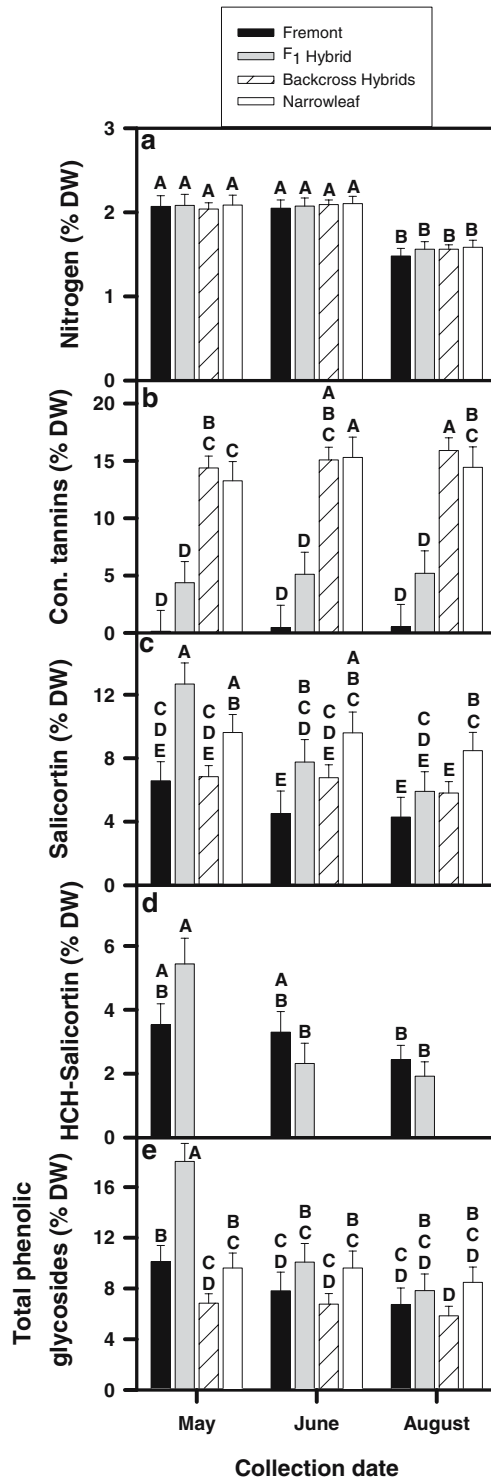 Fremont
F1 Hybrid
Backcross Hybrids
Narrowleaf
a
Nitrogen (% DW)
3
2
1
0
A A A A A A A A B B B B
b
Con. tannins (% DW)
20
15
10
5
0
D D B C C D D A B C A D D A A B
c
Salicortin (% DW)
12
8
4
0
C D E A C D E A B E B C D C D E A B C E C D E E B C
d
HCH-Salicortin (% DW)
6
4
2
0
A B A A B B B B
e
Total phenolic
glycosides (% DW)
16
12
8
4
0
B A C D B C C D B C C D B C C D B C D D B C D
May June August
Collection date